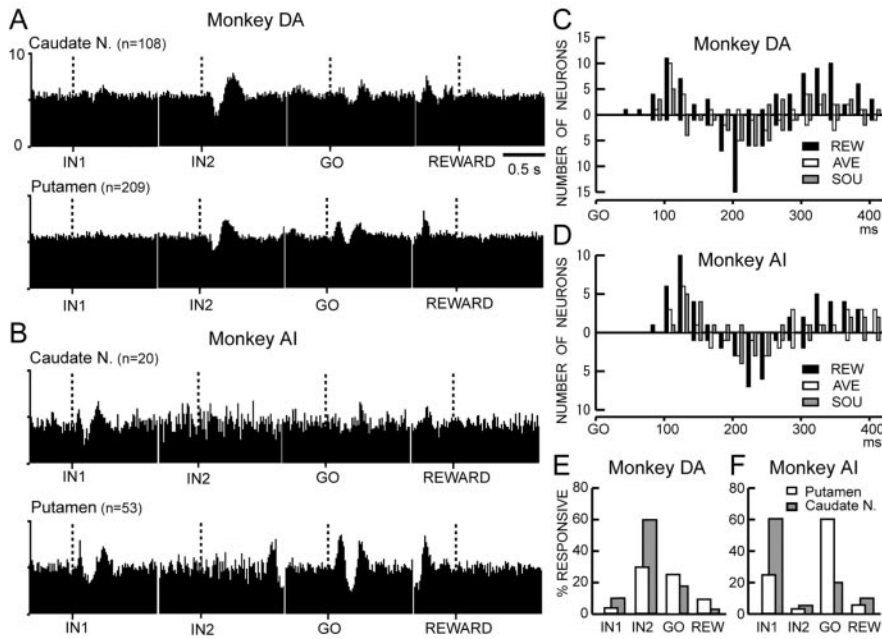 A
Monkey DA
Caudate N. (n=108)
10
0
IN1 IN2 GO REWARD
0.5 s
Putamen (n=209)
IN1 IN2 GO REWARD
B
Monkey AI
Caudate N. (n=20)
IN1 IN2 GO REWARD
Putamen (n=53)
IN1 IN2 GO REWARD
C
Monkey DA
NUMBER OF NEURONS
15
10
5
0
5
10
15
REW
AVE
SOU
GO 100 200 300 400
ms
D
Monkey AI
NUMBER OF NEURONS
10
5
0
5
10
REW
AVE
SOU
GO 100 200 300 400
ms
E Monkey DA
% RESPONSIVE
80
60
40
20
0
IN1 IN2 GO REW
F Monkey AI
80
60
40
20
0
Putamen
Caudate N.
IN1 IN2 GO REW